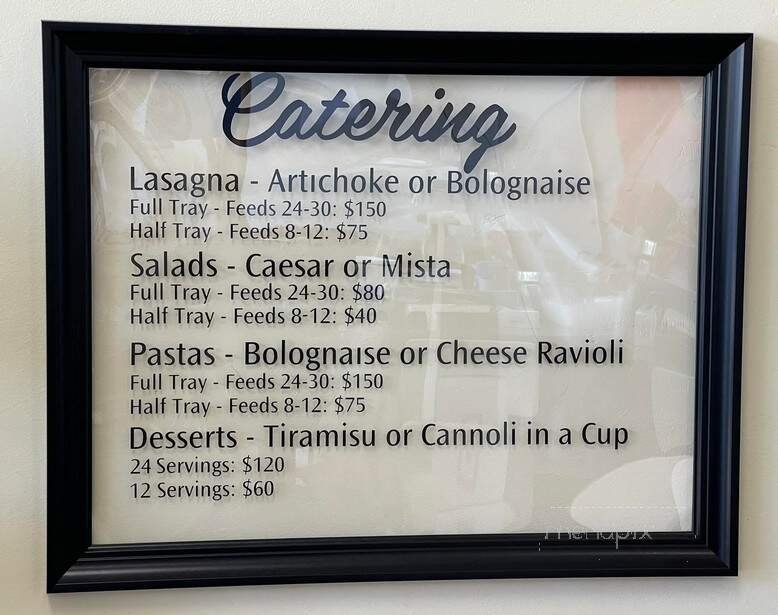 Catering
Lasagna - Artichoke or Bolognaise
Full Tray - Feeds 24-30: $150
Half Tray - Feeds 8-12: $75
Salads - Caesar or Mista
Full Tray - Feeds 24-30: $80
Half Tray - Feeds 8-12: $40
Pastas - Bolognaise or Cheese Ravioli
Full Tray - Feeds 24-30: $150
Half Tray - Feeds 8-12: $75
Desserts - Tiramisu or Cannoli in a Cup
24 Servings: $120
12 Servings: $60
menupix